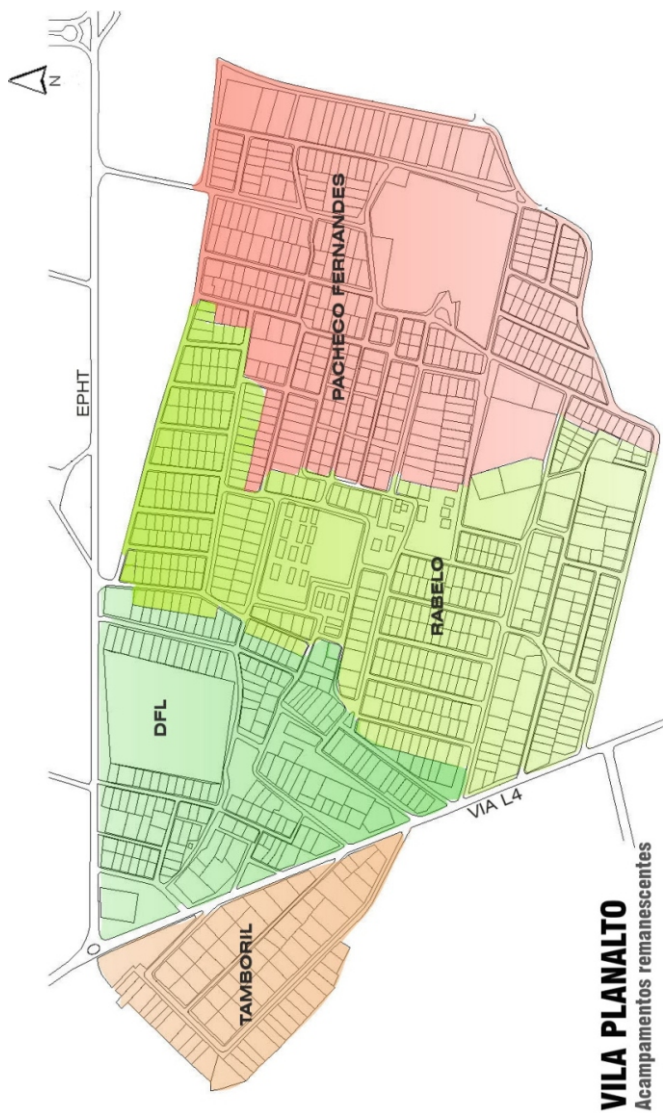 N
EPHT
PACHECO FERNANDES
RABELO
DFL
VIA L4
TAMBORIL
VILA PLANALTO
Acampamentos remanescentes